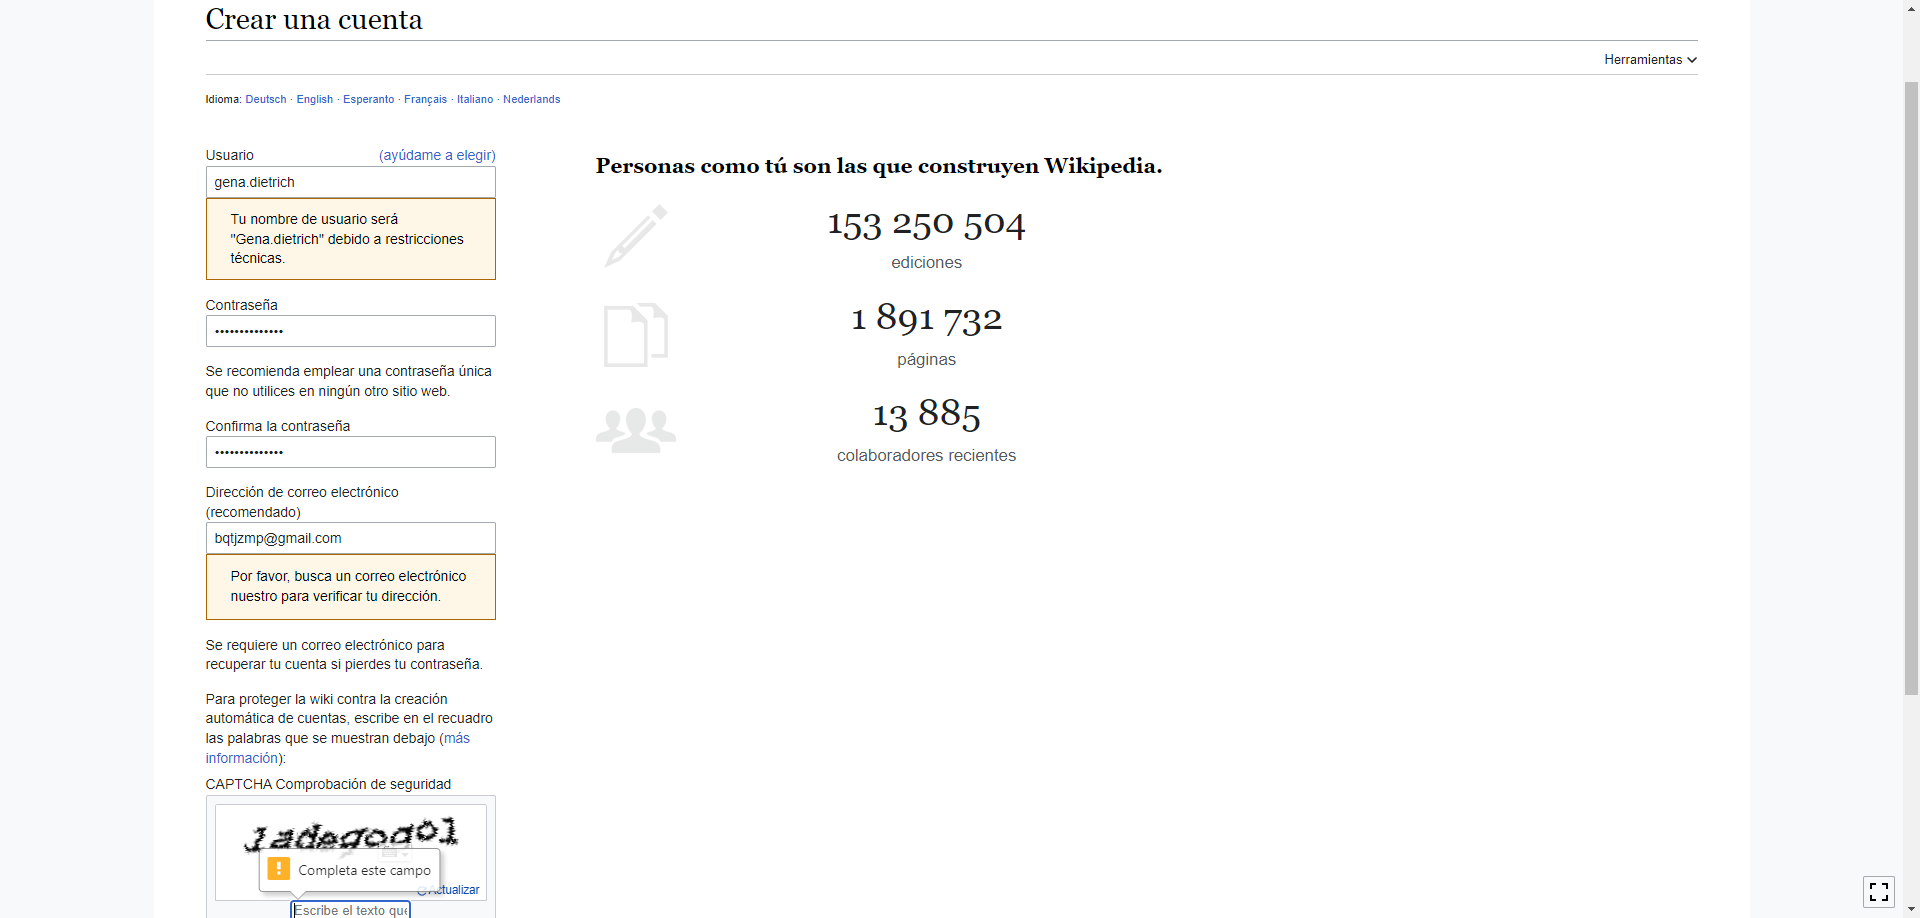 Crear una cuenta
Herramientas
Idioma: Deutsch · English · Esperanto · Français · Italiano · Nederlands
Usuario (ayúdame a elegir)
gena.dietrich
Tu nombre de usuario será
"Gena.dietrich" debido a restricciones
técnicas.
Contraseña
••••••••••••••
Se recomienda emplear una contraseña única
que no utilices en ningún otro sitio web.
Confirma la contraseña
••••••••••••••
Dirección de correo electrónico
(recomendado)
bqtjzmp@gmail.com
Por favor, busca un correo electrónico
nuestro para verificar tu dirección.
Se requiere un correo electrónico para
recuperar tu cuenta si pierdes tu contraseña.
Para proteger la wiki contra la creación
automática de cuentas, escribe en el recuadro
las palabras que se muestran debajo (más
información):
CAPTCHA Comprobación de seguridad
Completa este campo
Actualizar
Escribe el texto que
Personas como tú son las que construyen Wikipedia.
153 250 504
ediciones
1 891 732
páginas
13 885
colaboradores recientes